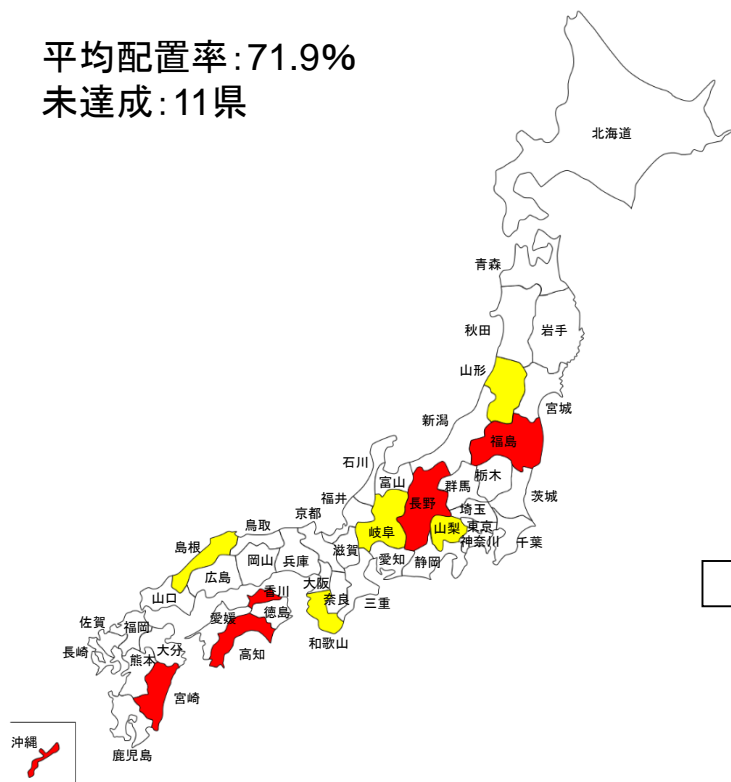 平均配置率:71.9%
未達成:11県
北海道
青森
秋田
岩手
山形
宮城
新潟
福島
石川
富山
群馬
栃木
茨城
長野
福井
埼玉
京都
岐阜
山梨
東京
鳥取
神奈川
千葉
島根
滋賀
愛知
静岡
岡山
兵庫
広島
大阪
奈良
三重
山口
香川
徳島
佐賀
福岡
愛媛
和歌山
長崎
熊本
大分
高知
宮崎
沖縄
鹿児島